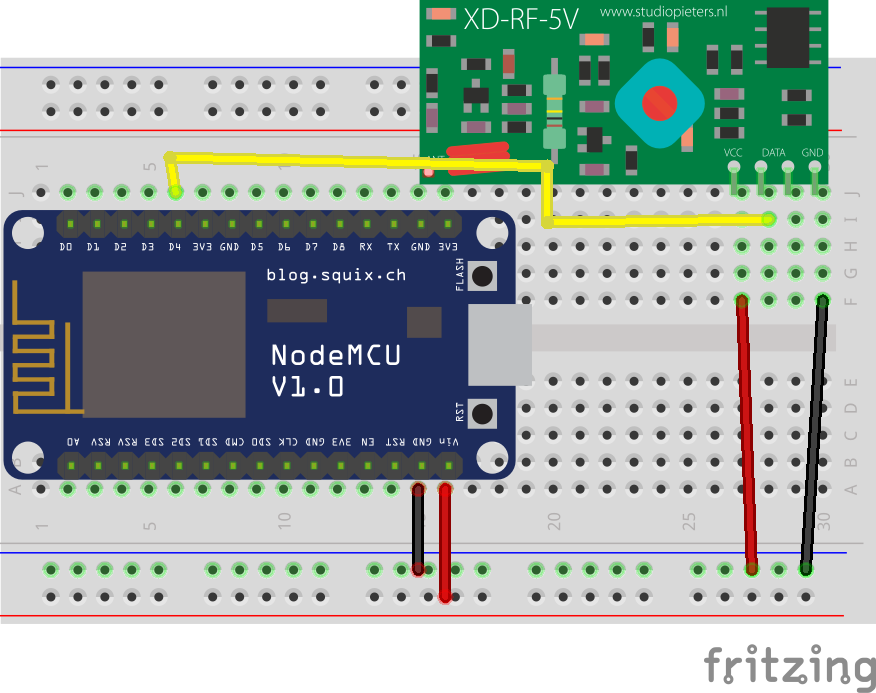 XD-RF-5V
www.studiopieters.nl
VCC DATA GND
1 5
J J
I
H
G
F
D0 D1 D2 D3 D4 3V3 GND D5 D6 D7 D8 RX TX GND 3V3
blog.squix.ch
FLASH
NodeMCU
V1.0
RST
A0 RSV RSV SD3 SD2 SD1 CMD SD0 CLK GND 3V3 EN RST GND Vin
E
D
C
B B
A A
1 5 10 20 25 30
fritzing